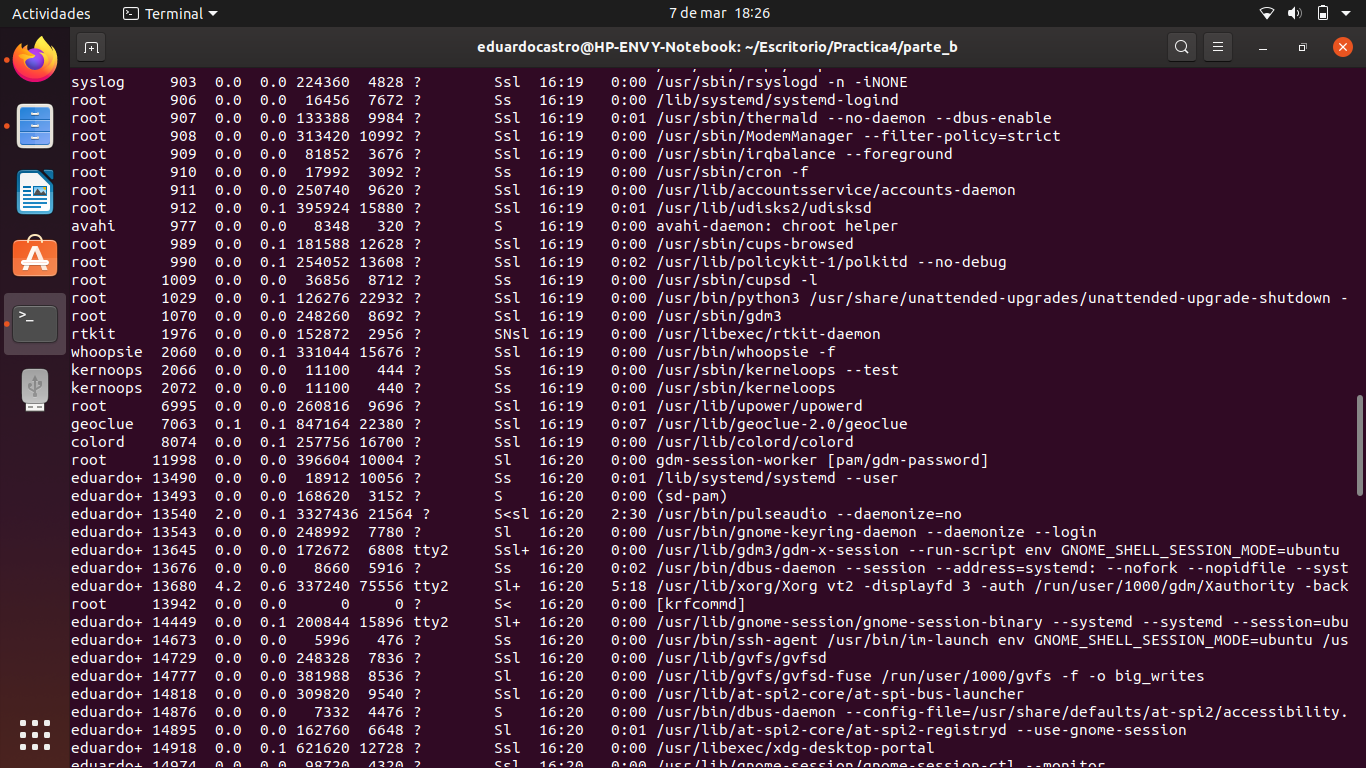 Actividades Terminal 7 de mar 18:26
eduardocastro@HP-ENVY-Notebook: ~/Escritorio/Practica4/parte_b
syslog 903 0.0 0.0 224360 4828 ? Ssl 16:19 0:00 /usr/sbin/rsyslogd -n -iNONE
root 906 0.0 0.0 16456 7672 ? Ss 16:19 0:00 /lib/systemd/systemd-logind
root 907 0.0 0.0 133388 9984 ? Ssl 16:19 0:01 /usr/sbin/thermald --no-daemon --dbus-enable
root 908 0.0 0.0 313420 10992 ? Ssl 16:19 0:00 /usr/sbin/ModemManager --filter-policy=strict
root 909 0.0 0.0 81852 3676 ? Ssl 16:19 0:00 /usr/sbin/irqbalance --foreground
root 910 0.0 0.0 17992 3092 ? Ss 16:19 0:00 /usr/sbin/cron -f
root 911 0.0 0.0 250740 9620 ? Ssl 16:19 0:00 /usr/lib/accountsservice/accounts-daemon
root 912 0.0 0.1 395924 15880 ? Ssl 16:19 0:01 /usr/lib/udisks2/udisksd
avahi 977 0.0 0.0 8348 320 ? S 16:19 0:00 avahi-daemon: chroot helper
root 989 0.0 0.1 181588 12628 ? Ssl 16:19 0:00 /usr/sbin/cups-browsed
root 990 0.0 0.1 254052 13608 ? Ssl 16:19 0:02 /usr/lib/policykit-1/polkitd --no-debug
root 1009 0.0 0.0 36856 8712 ? Ss 16:19 0:00 /usr/sbin/cupsd -l
root 1029 0.0 0.1 126276 22932 ? Ssl 16:19 0:00 /usr/bin/python3 /usr/share/unattended-upgrades/unattended-upgrade-shutdown -
root 1070 0.0 0.0 248260 8692 ? Ssl 16:19 0:00 /usr/sbin/gdm3
rtkit 1976 0.0 0.0 152872 2956 ? SNsl 16:19 0:00 /usr/libexec/rtkit-daemon
whoopsie 2060 0.0 0.1 331044 15676 ? Ssl 16:19 0:00 /usr/bin/whoopsie -f
kernoops 2066 0.0 0.0 11100 444 ? Ss 16:19 0:00 /usr/sbin/kerneloops --test
kernoops 2072 0.0 0.0 11100 440 ? Ss 16:19 0:00 /usr/sbin/kerneloops
root 6995 0.0 0.0 260816 9696 ? Ssl 16:19 0:01 /usr/lib/upower/upowerd
geoclue 7063 0.1 0.1 847164 22380 ? Ssl 16:19 0:07 /usr/lib/geoclue-2.0/geoclue
colord 8074 0.0 0.1 257756 16700 ? Ssl 16:19 0:00 /usr/lib/colord/colord
root 11998 0.0 0.0 396604 10004 ? Sl 16:20 0:00 gdm-session-worker [pam/gdm-password]
eduardo+ 13490 0.0 0.0 18912 10056 ? Ss 16:20 0:01 /lib/systemd/systemd --user
eduardo+ 13493 0.0 0.0 168620 3152 ? S 16:20 0:00 (sd-pam)
eduardo+ 13540 2.0 0.1 3327436 21564 ? S<sl 16:20 2:30 /usr/bin/pulseaudio --daemonize=no
eduardo+ 13543 0.0 0.0 248992 7780 ? Sl 16:20 0:00 /usr/bin/gnome-keyring-daemon --daemonize --login
eduardo+ 13645 0.0 0.0 172672 6808 tty2 Ssl+ 16:20 0:00 /usr/lib/gdm3/gdm-x-session --run-script env GNOME_SHELL_SESSION_MODE=ubuntu
eduardo+ 13676 0.0 0.0 8660 5916 ? Ss 16:20 0:02 /usr/bin/dbus-daemon --session --address=systemd: --nofork --nopidfile --syst
eduardo+ 13680 4.2 0.6 337240 75556 tty2 Sl+ 16:20 5:18 /usr/lib/xorg/Xorg vt2 -displayfd 3 -auth /run/user/1000/gdm/Xauthority -back
root 13942 0.0 0.0 0 0 ? S< 16:20 0:00 [krfcommd]
eduardo+ 14449 0.0 0.1 200844 15896 tty2 Sl+ 16:20 0:00 /usr/lib/gnome-session/gnome-session-binary --systemd --systemd --session=ubu
eduardo+ 14673 0.0 0.0 5996 476 ? Ss 16:20 0:00 /usr/bin/ssh-agent /usr/bin/im-launch env GNOME_SHELL_SESSION_MODE=ubuntu /us
eduardo+ 14729 0.0 0.0 248328 7836 ? Ssl 16:20 0:00 /usr/lib/gvfs/gvfsd
eduardo+ 14777 0.0 0.0 381988 8536 ? Sl 16:20 0:00 /usr/lib/gvfs/gvfsd-fuse /run/user/1000/gvfs -f -o big_writes
eduardo+ 14818 0.0 0.0 309820 9540 ? Ssl 16:20 0:00 /usr/lib/at-spi2-core/at-spi-bus-launcher
eduardo+ 14876 0.0 0.0 7332 4476 ? S 16:20 0:00 /usr/bin/dbus-daemon --config-file=/usr/share/defaults/at-spi2/accessibility.
eduardo+ 14895 0.0 0.0 162760 6648 ? Sl 16:20 0:01 /usr/lib/at-spi2-core/at-spi2-registryd --use-gnome-session
eduardo+ 14918 0.0 0.1 621620 12728 ? Ssl 16:20 0:00 /usr/libexec/xdg-desktop-portal
eduardo+ 14974 0.0 0.0 98720 4320 ? Ssl 16:20 0:00 /usr/lib/gnome-session/gnome-session-ctl --monitor